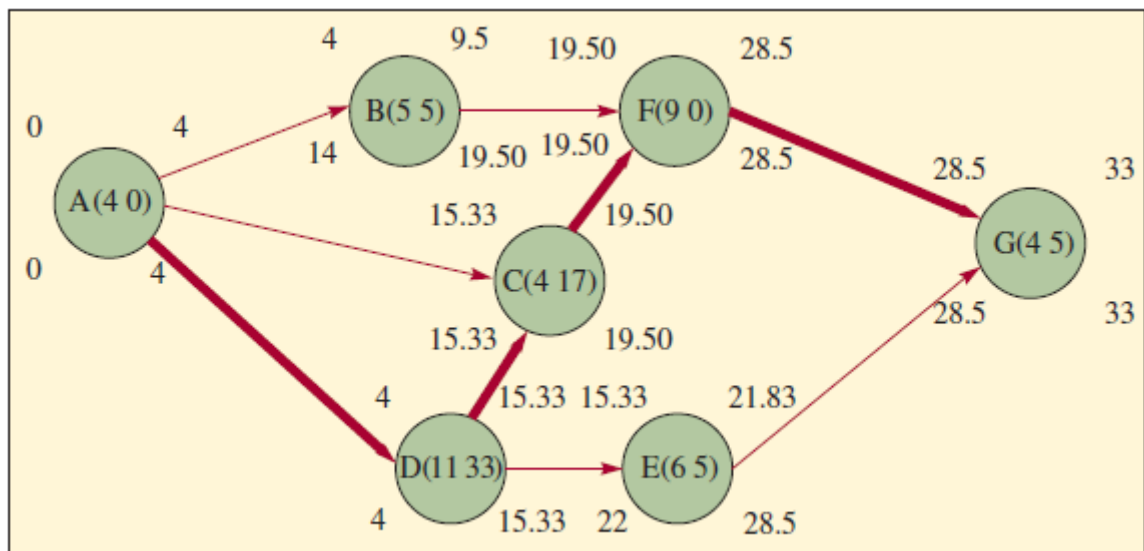 4 9.5 19.50 28.5
B(5 5) F(9 0)
0 4
14 19.50 19.50 28.5 28.5 33
A(4 0)
15.33 19.50
G(4 5)
0 4
C(4 17)
28.5 33
15.33 19.50
4 15.33 15.33 21.83
D(11 33) E(6 5)
4 15.33 22 28.5